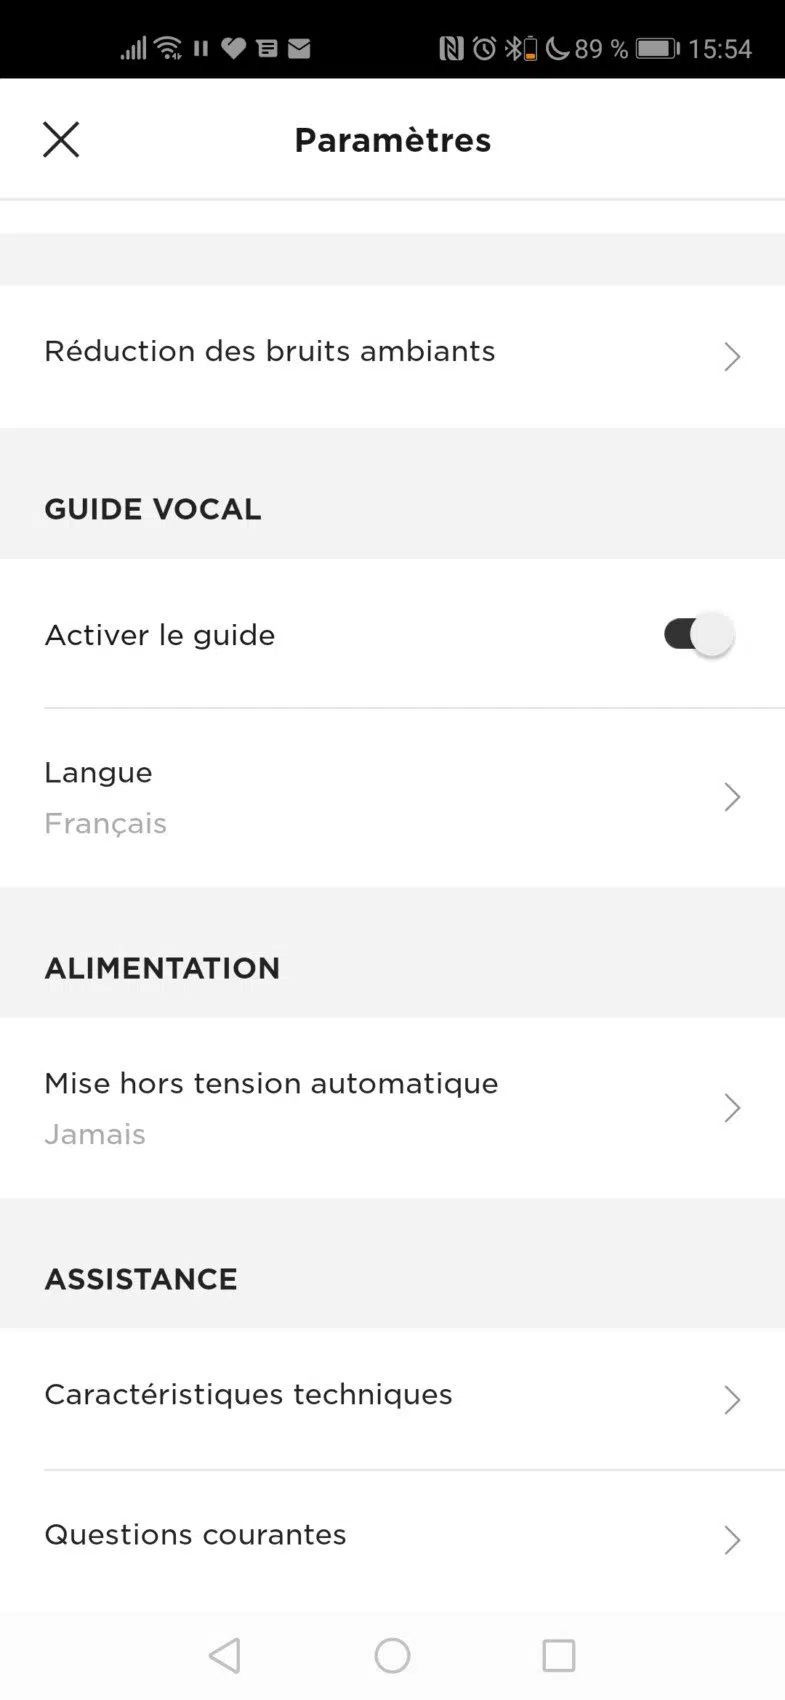 89 % 15:54
Paramètres
Réduction des bruits ambiants
GUIDE VOCAL
Activer le guide
Langue
Français
ALIMENTATION
Mise hors tension automatique
Jamais
ASSISTANCE
Caractéristiques techniques
Questions courantes